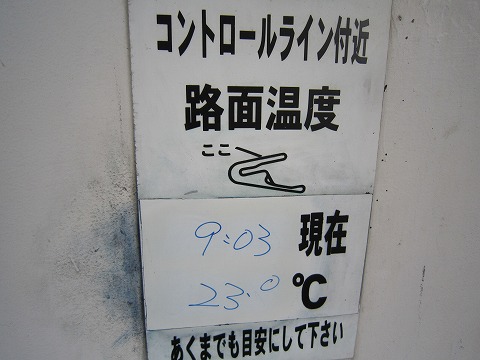 コントロールライン付近
路面温度
ここ
9:03 現在
23.0 ℃
あくまでも目安にして下さい